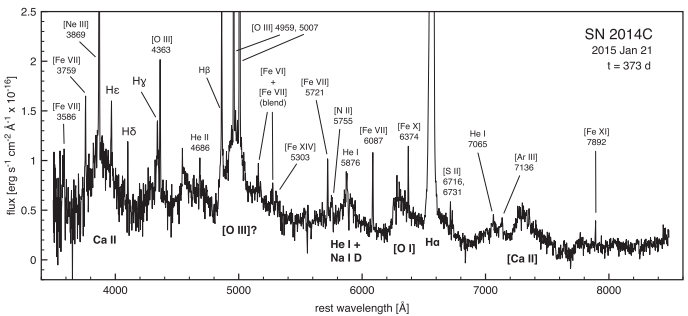 SN 2014C
2015 Jan 21
t = 373 d
[Ne III]
3869
[O III]
4363
[O III] 4959, 5007
[Fe VII]
3759
[Fe VII]
3586
Hε
Hδ
Hɣ
He II
4686
Hβ
[Fe VI]
+
[Fe VII]
(blend)
[Fe XIV]
5303
[Fe VII]
5721
[N II]
5755
He I
5876
[Fe VII]
6087
[Fe X]
6374
[S II]
6716,
6731
He I
7065
[Ar III]
7136
[Fe XI]
7892
Ca II
[O III]?
He I +
Na I D
[O I]
Hα
[Ca II]
2.5
2
1.5
1
0.5
0
flux [erg s⁻¹ cm⁻² Å⁻¹ x 10⁻¹⁶]
4000 5000 6000 7000 8000
rest wavelength [Å]